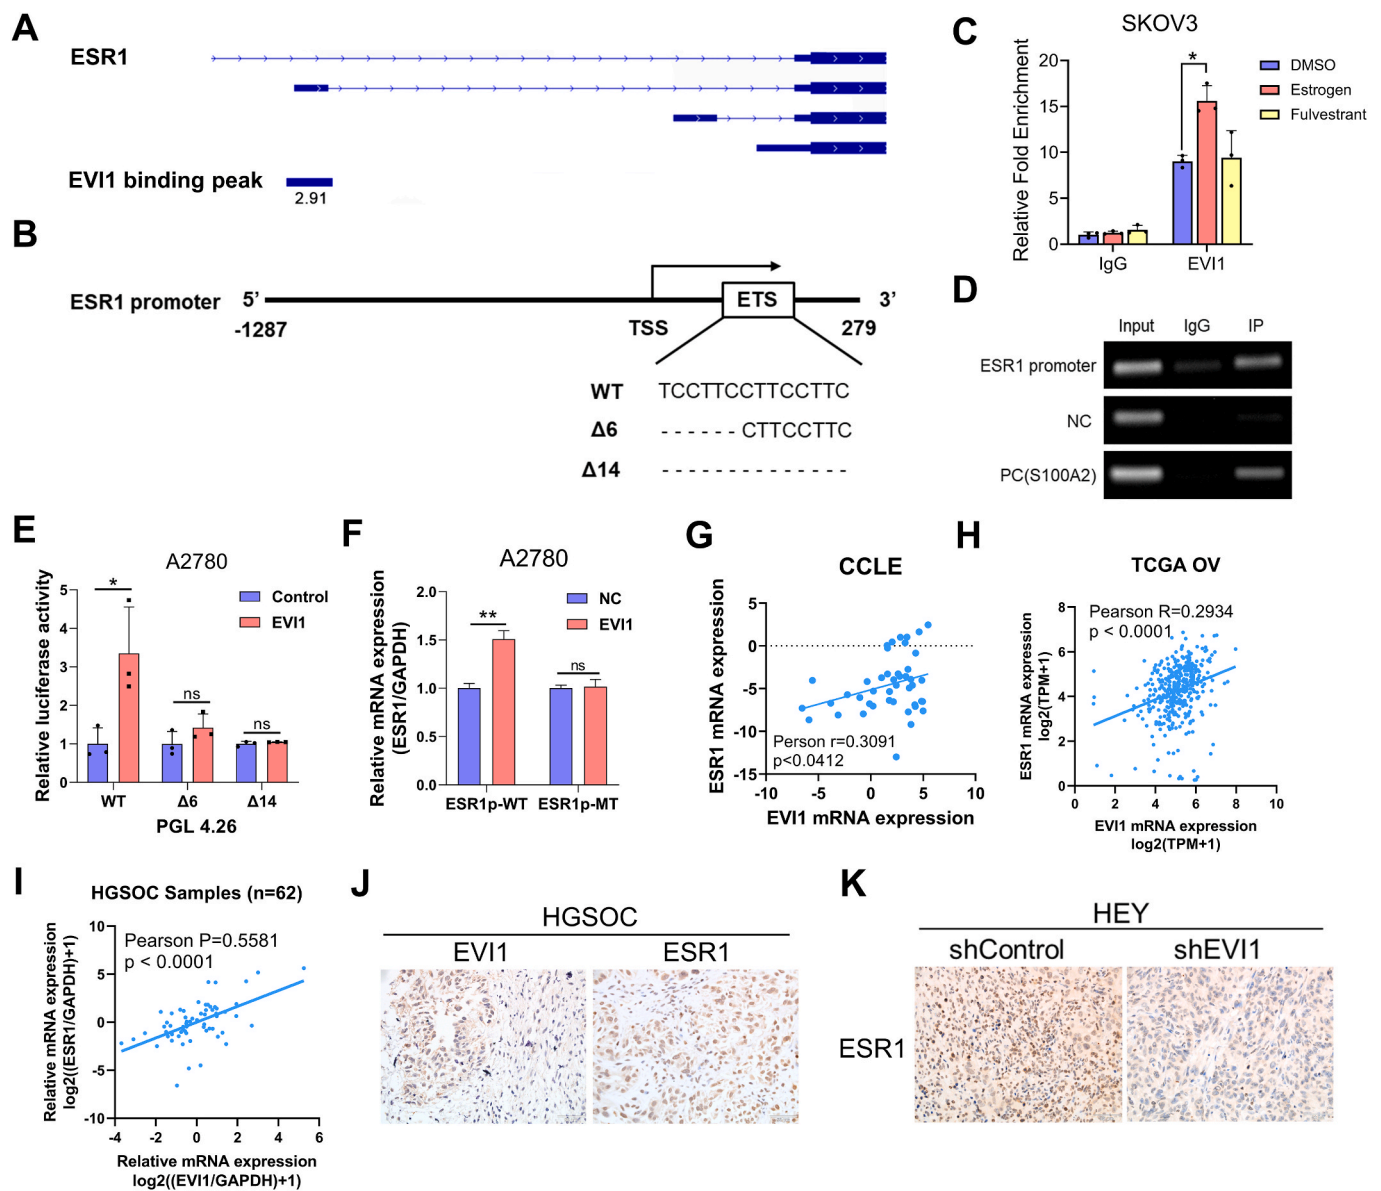 A
ESR1
EVI1 binding peak
2.91
B
ESR1 promoter
5’
3’
-1287
TSS
ETS
279
WT TCCTTCCTTCCTTC
Δ6 - - - - - - CTTCCTTC
Δ14 - - - - - - - - - - - - - -
C
SKOV3
Relative Fold Enrichment
20
15
10
5
0
*
IgG EVI1
DMSO
Estrogen
Fulvestrant
D
Input IgG IP
ESR1 promoter
NC
PC(S100A2)
E
A2780
Relative luciferase activity
5
4
3
2
1
0
*
ns
ns
Control
EVI1
WT Δ6 Δ14
PGL 4.26
F
A2780
Relative mRNA expression
(ESR1/GAPDH)
2.0
1.5
1.0
0.5
0.0
**
ns
NC
EVI1
ESR1p-WT ESR1p-MT
G
CCLE
ESR1 mRNA expression
5
0
-5
-10
-15
Person r=0.3091
p<0.0412
-10 -5 0 5 10
EVI1 mRNA expression
H
TCGA OV
ESR1 mRNA expression
log2(TPM+1)
8
6
4
2
0
Pearson R=0.2934
p < 0.0001
0 2 4 6 8 10
EVI1 mRNA expression
log2(TPM+1)
I
HGSOC Samples (n=62)
Relative mRNA expression
log2((ESR1/GAPDH)+1)
10
5
0
-5
-10
Pearson P=0.5581
p < 0.0001
-4 -2 0 2 4 6
Relative mRNA expression
log2((EVI1/GAPDH)+1)
J
HGSOC
EVI1 ESR1
K
HEY
shControl shEVI1
ESR1